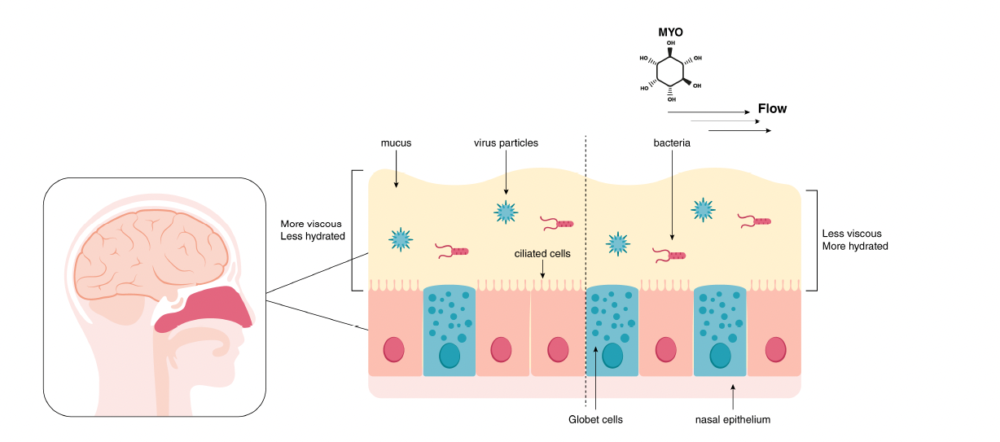 MYO
OH
HO
OH
HO
OH
OH
Flow
mucus
virus particles
bacteria
More viscous
Less hydrated
ciliated cells
Less viscous
More hydrated
Globet cells
nasal epithelium